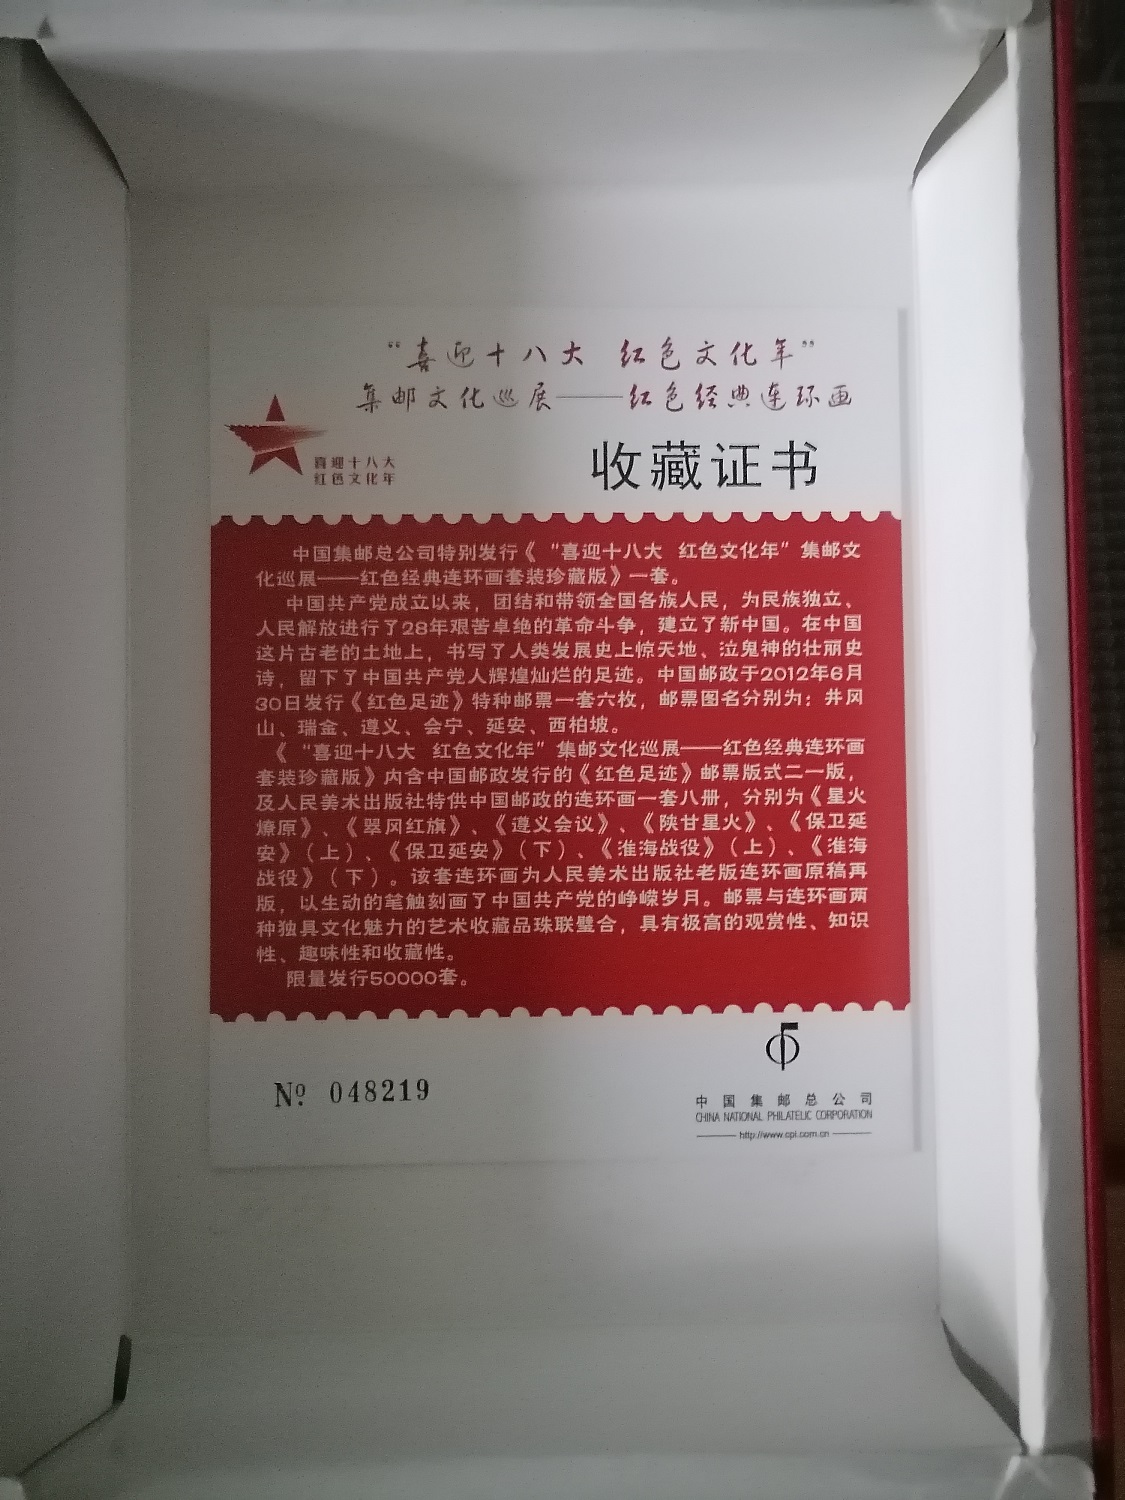 “喜迎十八大 红色文化年”
集邮文化巡展——红色经典连环画
喜迎十八大
红色文化年
收藏证书
中国集邮总公司特别发行《“喜迎十八大 红色文化年”集邮文
化巡展——红色经典连环画套装珍藏版》一套。
中国共产党成立以来，团结和带领全国各族人民，为民族独立、
人民解放进行了28年艰苦卓绝的革命斗争，建立了新中国。在中国
这片古老的土地上，书写了人类发展史上惊天地、泣鬼神的壮丽史
诗，留下了中国共产党人辉煌灿烂的足迹。中国邮政于2012年6月
30日发行《红色足迹》特种邮票一套六枚，邮票图名分别为：井冈
山、瑞金、遵义、会宁、延安、西柏坡。
《“喜迎十八大 红色文化年”集邮文化巡展——红色经典连环画
套装珍藏版》内含中国邮政发行的《红色足迹》邮票版式二一版，
及人民美术出版社特供中国邮政的连环画一套八册，分别为《星火
燎原》、《翠冈红旗》、《遵义会议》、《陕甘星火》、《保卫延
安》（上）、《保卫延安》（下）、《淮海战役》（上）、《淮海
战役》（下）。该套连环画为人民美术出版社老版连环画原稿再
版，以生动的笔触刻画了中国共产党的峥嵘岁月。邮票与连环画两
种独具文化魅力的艺术收藏品珠联璧合，具有极高的观赏性、知识
性、趣味性和收藏性。
限量发行50000套。
№ 048219
中国集邮总公司
CHINA NATIONAL PHILATELIC CORPORATION
http://www.cpi.com.cn